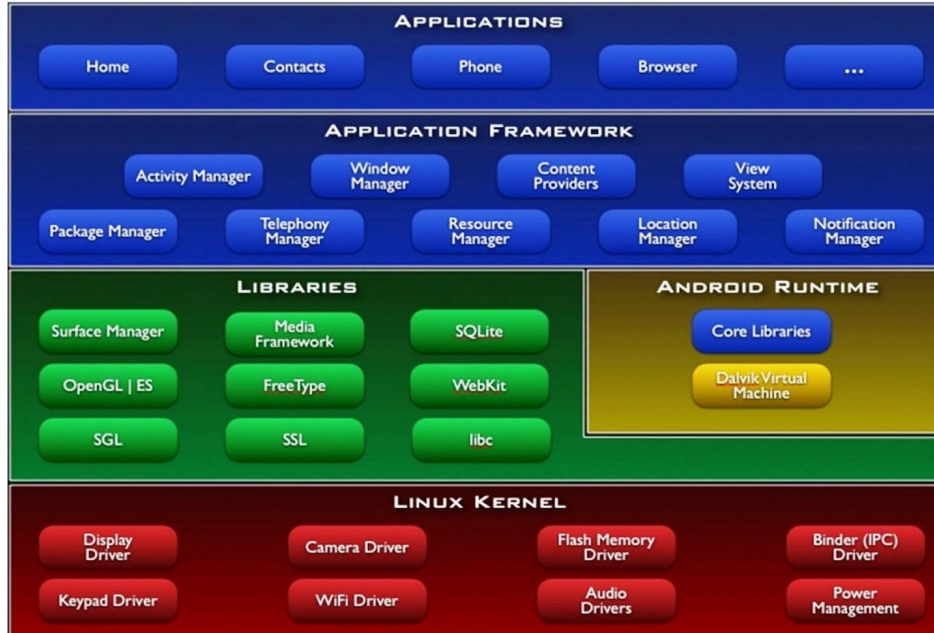 APPLICATIONS
Home
Contacts
Phone
Browser
...
APPLICATION FRAMEWORK
Activity Manager
Window
Manager
Content
Providers
View
System
Package Manager
Telephony
Manager
Resource
Manager
Location
Manager
Notification
Manager
LIBRARIES
Surface Manager
Media
Framework
SQLite
OpenGL | ES
FreeType
WebKit
SGL
SSL
libc
ANDROID RUNTIME
Core Libraries
Dalvik Virtual
Machine
LINUX KERNEL
Display
Driver
Camera Driver
Flash Memory
Driver
Binder (IPC)
Driver
Keypad Driver
WiFi Driver
Audio
Drivers
Power
Management